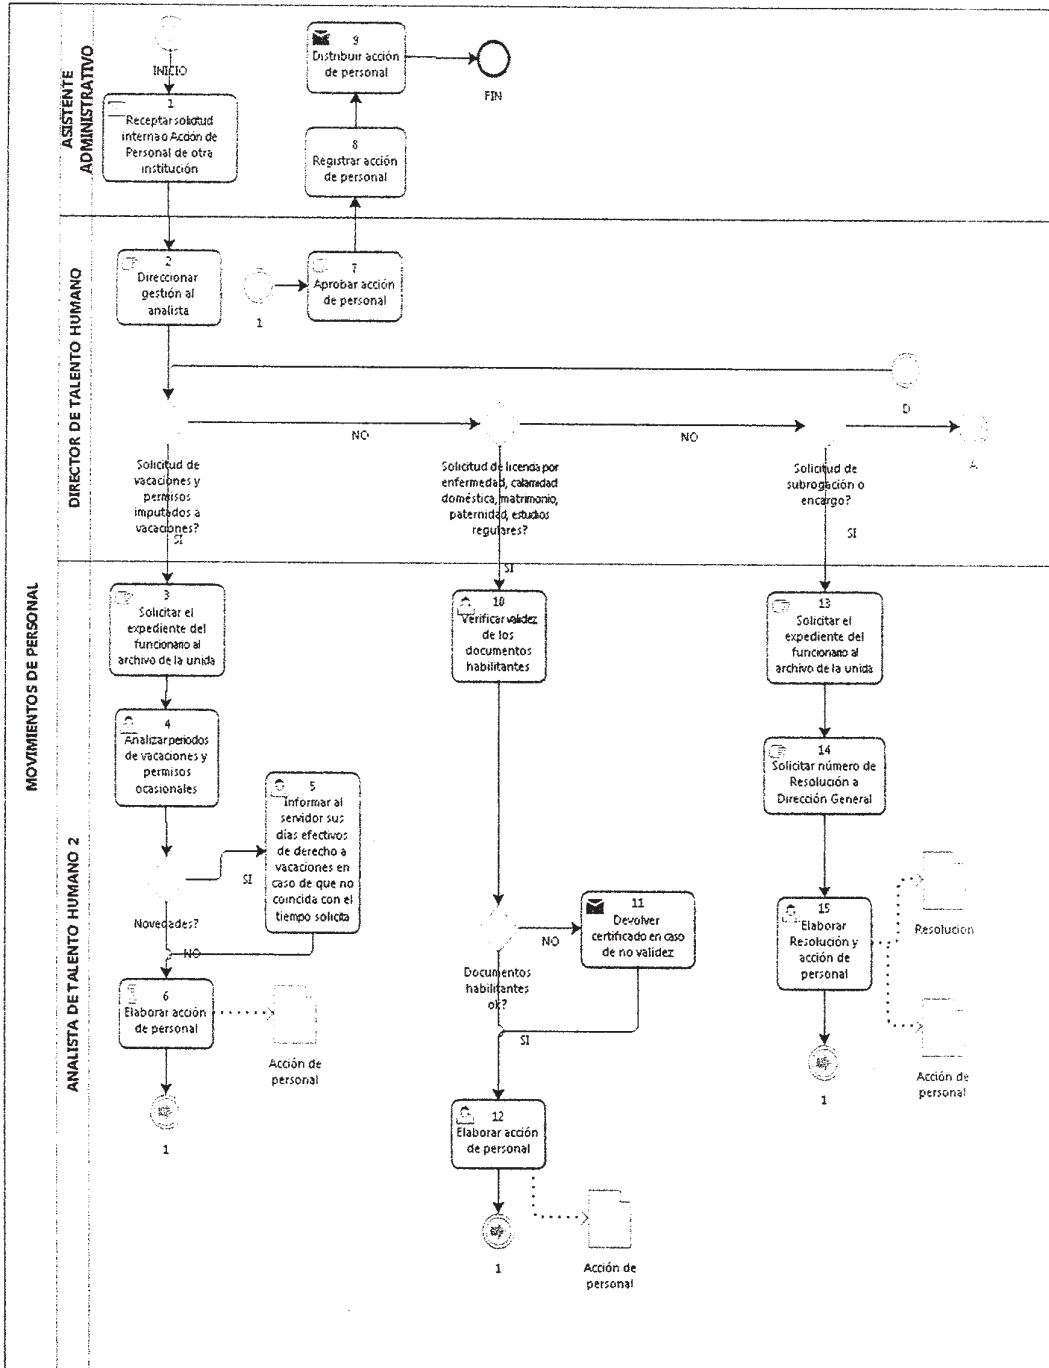 MOVIMIENTOS DE PERSONAL
ASISTENTE
ADMINISTRATIVO
INICIO
1
Receptar solicitud
interna o Acción de
Personal de otra
institución
9
Distribuir acción
de personal
FIN
8
Registrar acción
de personal
DIRECTOR DE TALENTO HUMANO
2
Direccionar
gestión al
analista
1
7
Aprobar acción
de personal
D
NO
NO
A
Solicitud de
vacaciones y
permisos
imputados a
vacaciones?
SI
Solicitud de licencia por
enfermedad, calamidad
doméstica, matrimonio,
paternidad, estudios
regulares?
SI
Solicitud de
subrogación o
encargo?
SI
ANALISTA DE TALENTO HUMANO 2
3
Solicitar el
expediente del
funcionario al
archivo de la unida
4
Analizar periodos
de vacaciones y
permisos
ocasionales
5
Informar al
servidor sus
días efectivos
de derecho a
vacaciones en
caso de que no
coincida con el
tiempo solicita
SI
Novedades?
NO
6
Elaborar acción
de personal
Acción de
personal
1
10
Verificar validez
de los
documentos
habilitantes
11
Devolver
certificado en caso
de no validez
NO
Documentos
habilitantes
ok?
SI
12
Elaborar acción
de personal
Acción de
personal
1
13
Solicitar el
expediente del
funcionario al
archivo de la unida
14
Solicitar número de
Resolución a
Dirección General
15
Elaborar
Resolución y
acción de
personal
Resolucion
Acción de
personal
1